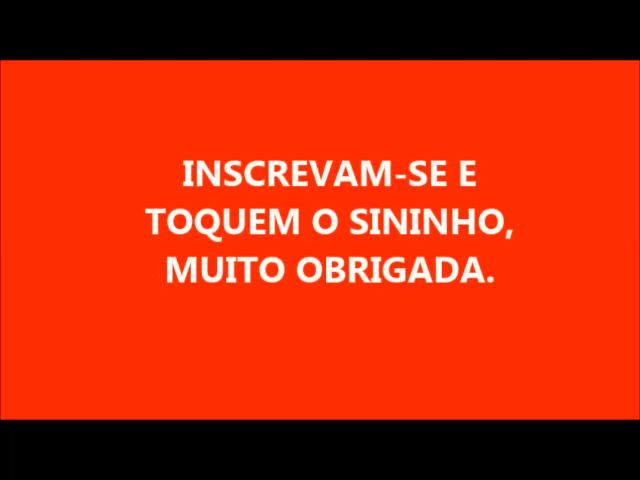 INSCREVAM-SE E
TOQUEM O SININHO,
MUITO OBRIGADA.